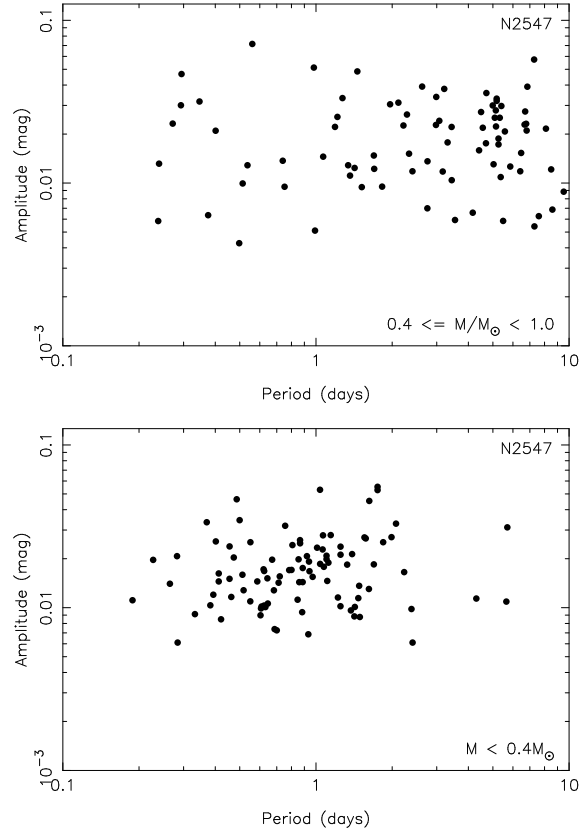 0.1
N2547
Amplitude (mag)
0.01
0.4 <= M/M☉ < 1.0
10⁻³
0.1
1
10
Period (days)
0.1
N2547
Amplitude (mag)
0.01
M < 0.4M☉
10⁻³
0.1
1
10
Period (days)